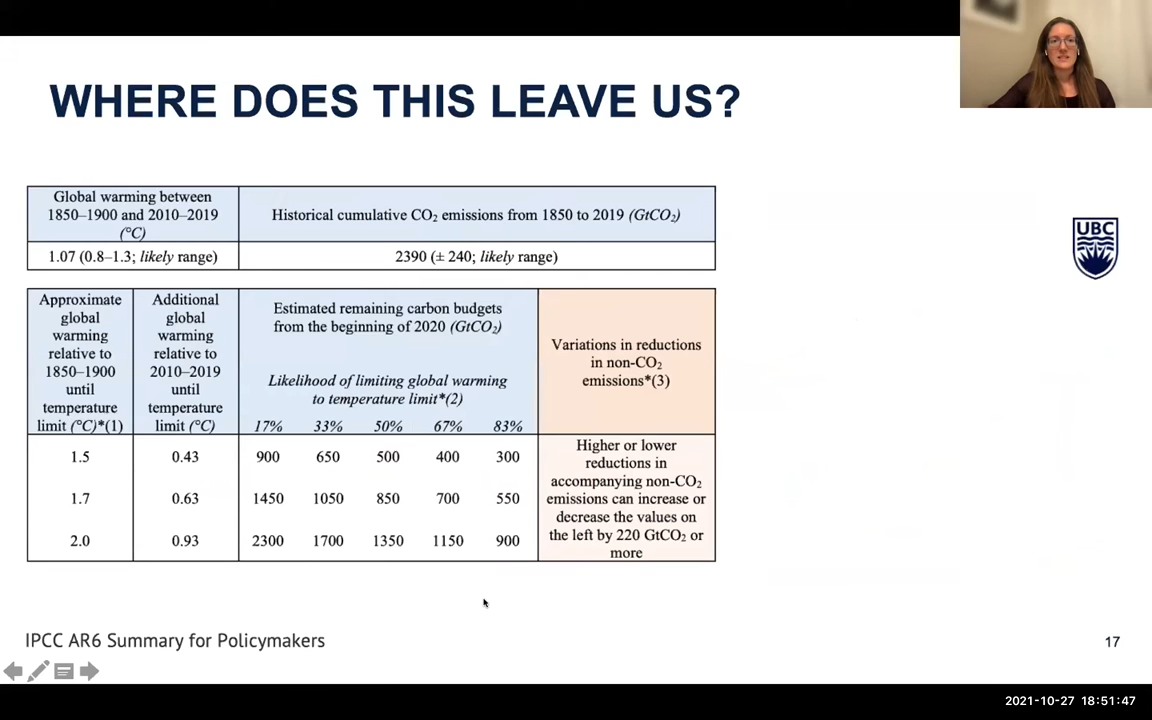 WHERE DOES THIS LEAVE US?
Global warming between
1850–1900 and 2010–2019
(°C)
Historical cumulative CO₂ emissions from 1850 to 2019 (GtCO₂)
1.07 (0.8–1.3; likely range)
2390 (± 240; likely range)
UBC
Approximate
global
warming
relative to
1850–1900
until
temperature
limit (°C)*(1)
Additional
global
warming
relative to
2010–2019
until
temperature
limit (°C)
Estimated remaining carbon budgets
from the beginning of 2020 (GtCO₂)
Likelihood of limiting global warming
to temperature limit*(2)
17% 33% 50% 67% 83%
Variations in reductions
in non-CO₂
emissions*(3)
1.5 0.43 900 650 500 400 300
1.7 0.63 1450 1050 850 700 550
2.0 0.93 2300 1700 1350 1150 900
Higher or lower
reductions in
accompanying non-CO₂
emissions can increase or
decrease the values on
the left by 220 GtCO₂ or
more
IPCC AR6 Summary for Policymakers
17
2021-10-27 18:51:47